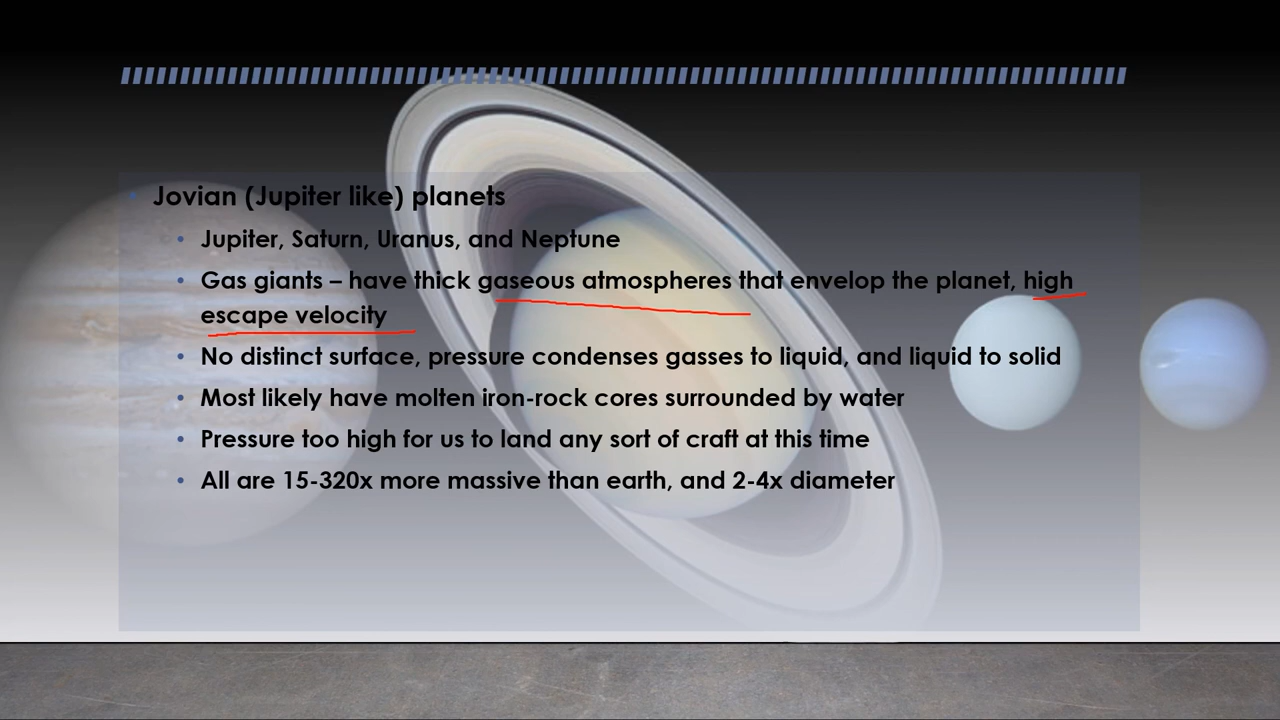 Jovian (Jupiter like) planets
Jupiter, Saturn, Uranus, and Neptune
Gas giants – have thick gaseous atmospheres that envelop the planet, high
escape velocity
No distinct surface, pressure condenses gasses to liquid, and liquid to solid
Most likely have molten iron-rock cores surrounded by water
Pressure too high for us to land any sort of craft at this time
All are 15-320x more massive than earth, and 2-4x diameter